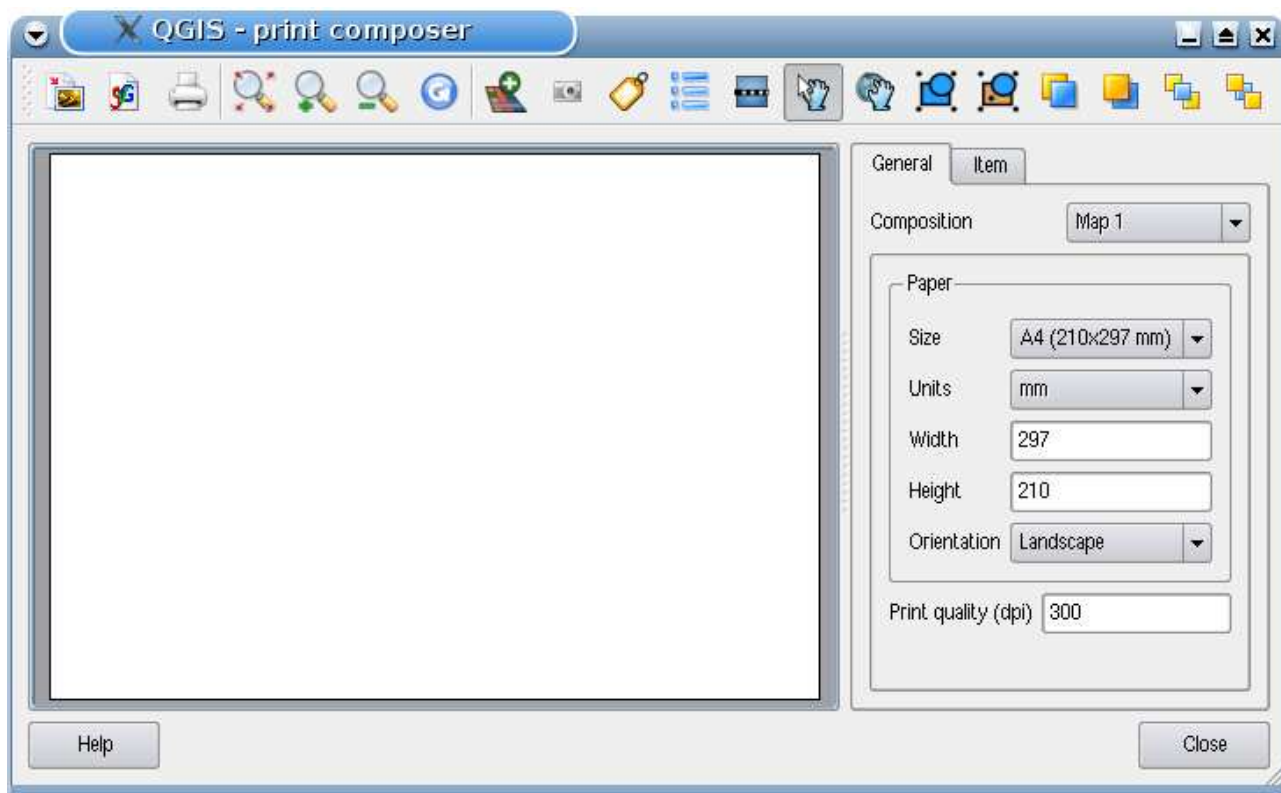 QGIS - print composer
General Item
Composition Map 1
Paper
Size A4 (210x297 mm)
Units mm
Width 297
Height 210
Orientation Landscape
Print quality (dpi) 300
Help Close